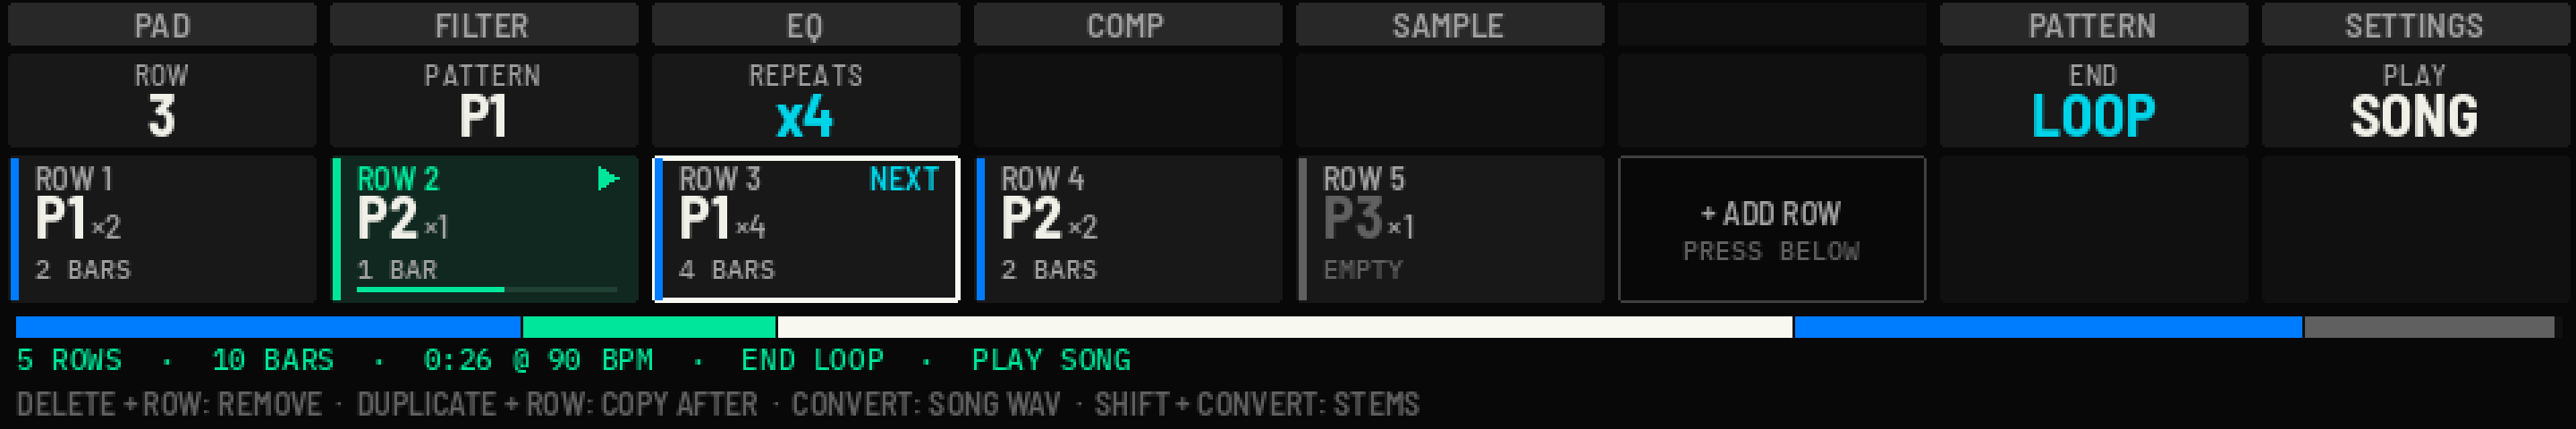 PAD FILTER EQ COMP SAMPLE PATTERN SETTINGS
ROW PATTERN REPEATS END PLAY
3 P1 x4 LOOP SONG
ROW 1 ROW 2 ROW 3 NEXT ROW 4 ROW 5
P1 ×2 P2 ×1 P1 ×4 P2 ×2 P3 ×1 + ADD ROW
2 BARS 1 BAR 4 BARS 2 BARS EMPTY PRESS BELOW
5 ROWS · 10 BARS · 0:26 @ 90 BPM · END LOOP · PLAY SONG
DELETE + ROW: REMOVE · DUPLICATE + ROW: COPY AFTER · CONVERT: SONG WAV · SHIFT + CONVERT: STEMS